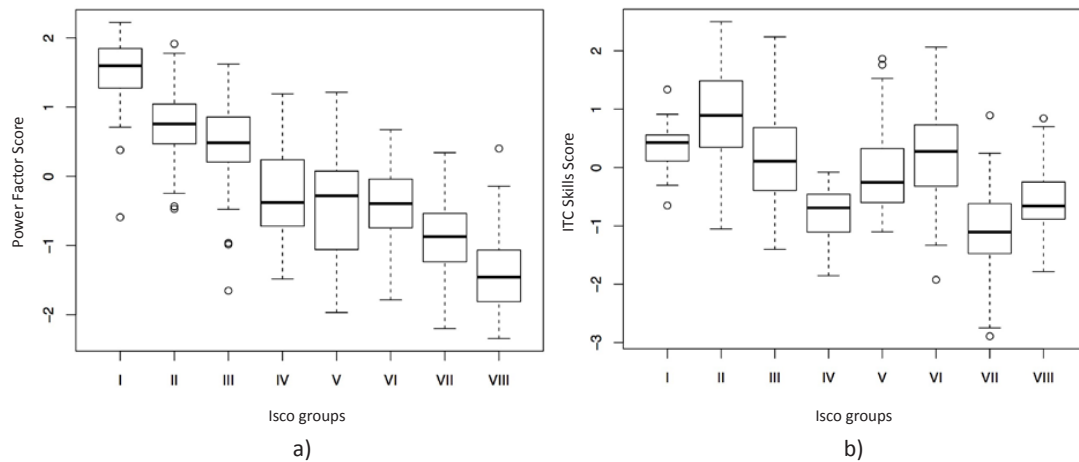 Power Factor Score
2
1
0
-1
-2
I II III IV V VI VII VIII
Isco groups
a)
ITC Skills Score
2
1
0
-1
-2
-3
I II III IV V VI VII VIII
Isco groups
b)